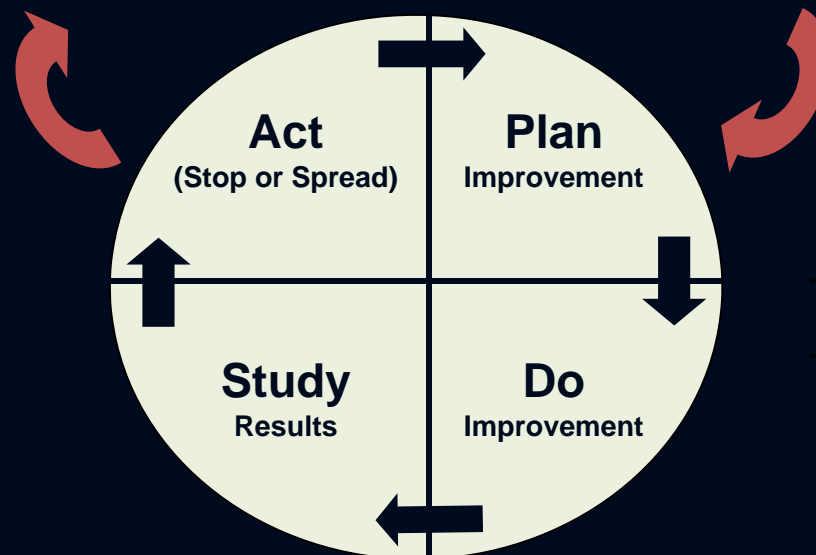 Act
(Stop or Spread)
Plan
Improvement
Study
Results
Do
Improvement